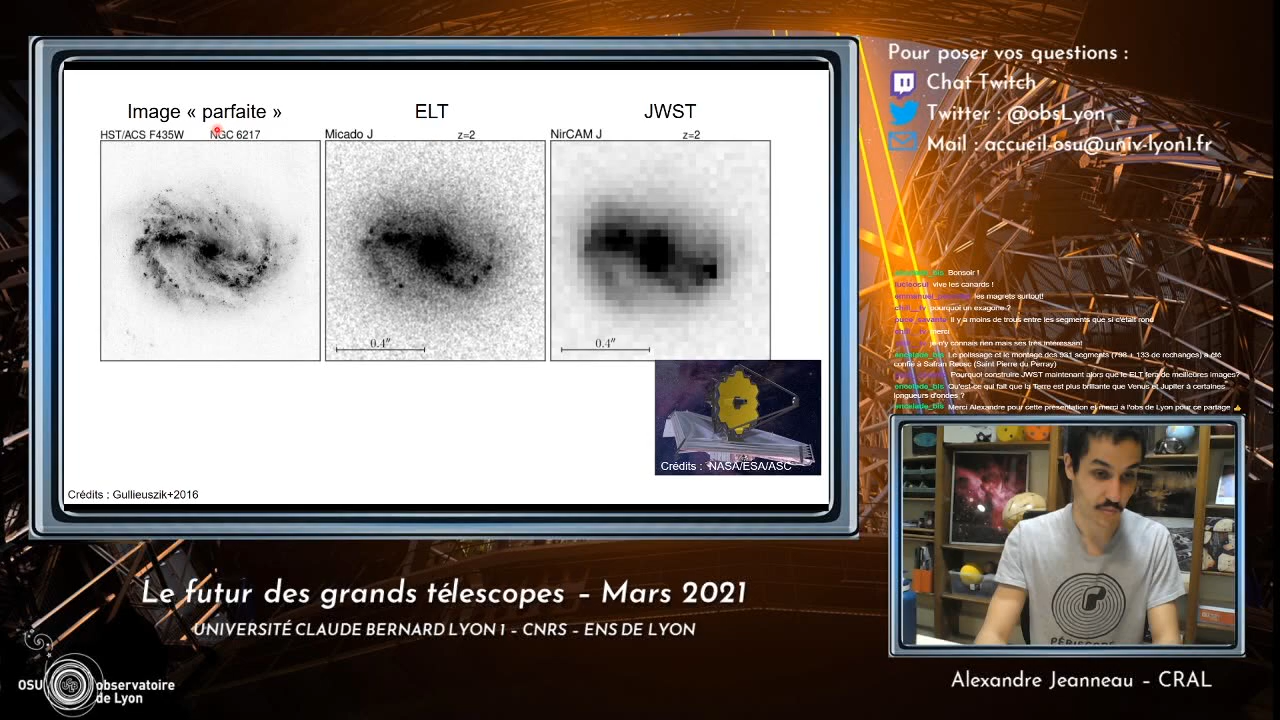 Image « parfaite »
ELT
JWST
HST/ACS F435W
NGC 6217
Micado J
z=2
NirCAM J
z=2
0.4"
0.4"
Crédits : NASA/ESA/ASC
Crédits : Gullieuszik+2016
Pour poser vos questions :
Chat Twitch
Twitter : @obsLyon
Mail : accueil-osu@univ-lyon1.fr
encelade_bis Bonsoir !
vive les canards !
les magrets surtout!
pourquoi un exagone ?
Il y a moins de trous entre les segments que si c'était rond
merci
je n'y connais rien mais ses très interessant
encelade_bis Le polissage et le montage des 931 segments (798 + 133 de rechanges) a été
confié à Safran Reosc (Saint Pierre du Perray)
Pourquoi construire JWST maintenant alors que le ELT fera de meilleures images?
encelade_bis Qu'est-ce qui fait que la Terre est plus brillante que Venus et Jupiter à certaines
longueurs d'ondes ?
encelade_bis Merci Alexandre pour cette présentation et merci à l'obs de Lyon pour ce partage 👍
PÉRISCOPE
Le futur des grands télescopes – Mars 2021
UNIVERSITÉ CLAUDE BERNARD LYON 1 – CNRS – ENS DE LYON
OSU
observatoire
de Lyon
Alexandre Jeanneau – CRAL